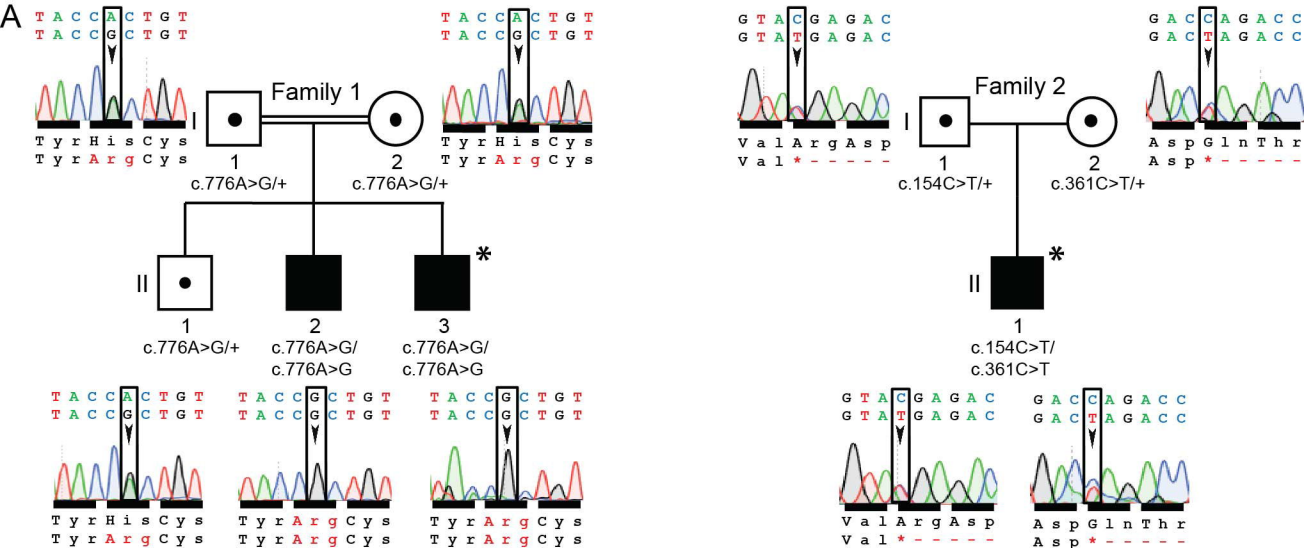 A
T A C C A C T G T
T A C C G C T G T
T y r H i s C y s
T y r A r g C y s
Family 1
I
1
c.776A>G/+
2
c.776A>G/+
T A C C A C T G T
T A C C G C T G T
T y r H i s C y s
T y r A r g C y s
II
1
c.776A>G/+
2
c.776A>G/
c.776A>G
*
3
c.776A>G/
c.776A>G
T A C C A C T G T
T A C C G C T G T
T y r H i s C y s
T y r A r g C y s
T A C C G C T G T
T A C C G C T G T
T y r A r g C y s
T y r A r g C y s
T A C C G C T G T
T A C C G C T G T
T y r A r g C y s
T y r A r g C y s
G T A C G A G A C
G T A T G A G A C
V a l A r g A s p
V a l * - - - - -
Family 2
I
1
c.154C>T/+
2
c.361C>T/+
G A C C A G A C C
G A C T A G A C C
A s p G l n T h r
A s p * - - - - -
II
*
1
c.154C>T/
c.361C>T
G T A C G A G A C
G T A T G A G A C
V a l A r g A s p
V a l * - - - - -
G A C C A G A C C
G A C T A G A C C
A s p G l n T h r
A s p * - - - - -